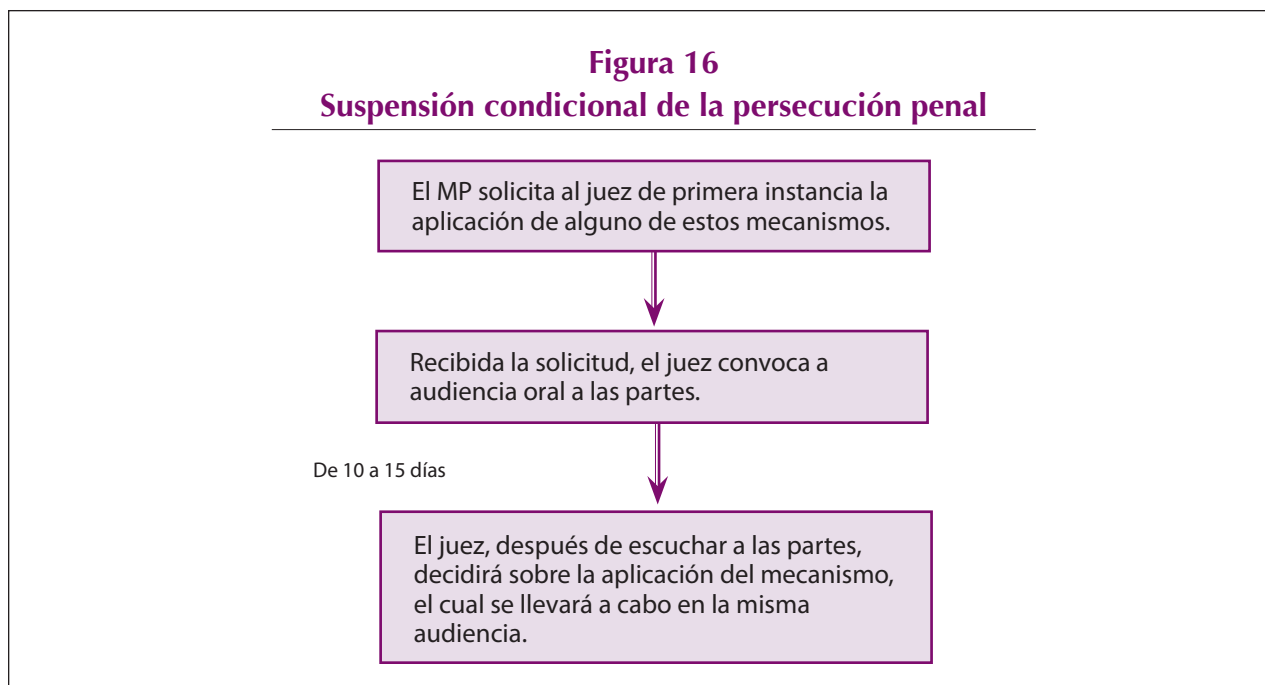 Figura 16
Suspensión condicional de la persecución penal
El MP solicita al juez de primera instancia la
aplicación de alguno de estos mecanismos.
Recibida la solicitud, el juez convoca a
audiencia oral a las partes.
De 10 a 15 días
El juez, después de escuchar a las partes,
decidirá sobre la aplicación del mecanismo,
el cual se llevará a cabo en la misma
audiencia.